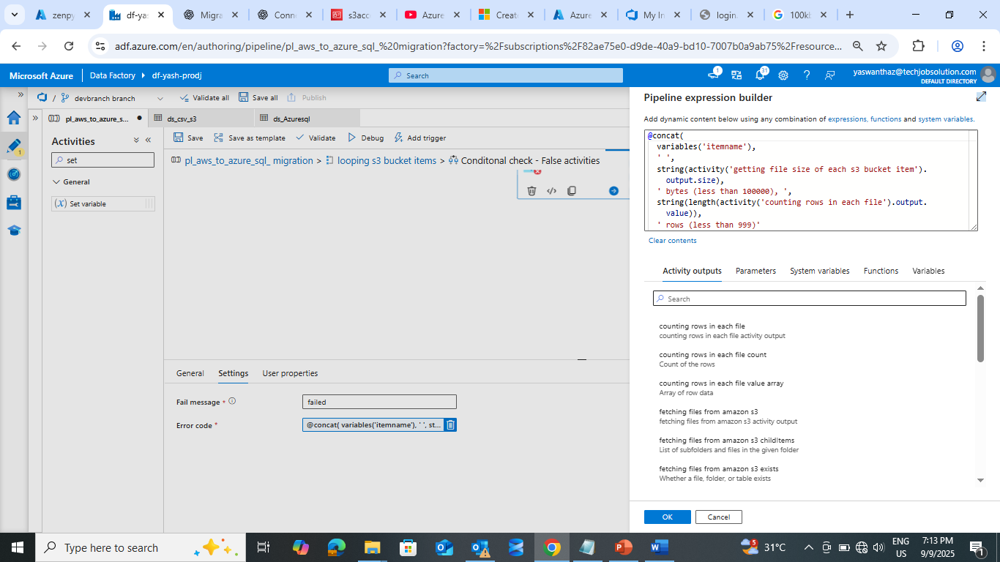 zenpy
df-yas
Migra
Conne
s3acc
Azure
Create
Azure
My In
login.
100kb
adf.azure.com/en/authoring/pipeline/pl_aws_to_azure_sql_%20migration?factory=%2Fsubscriptions%2F82ae75e0-d9de-40a9-bd10-7007b0a9ab75%2Fresource...
Microsoft Azure
Data Factory
df-yash-prodj
Search
1
31
yaswanthaz@techjobsolution.com
DEFAULT DIRECTORY
/
devbranch branch
Validate all
Save all
Publish
pl_aws_to_azure_s...
ds_csv_s3
ds_Azuresql
Activities
set
General
(x) Set variable
Save
Save as template
Validate
Debug
Add trigger
pl_aws_to_azure_sql_ migration > looping s3 bucket items > Conditonal check - False activities
General
Settings
User properties
Fail message *
failed
Error code *
@concat( variables('itemname'), ' ', st...
Pipeline expression builder
Add dynamic content below using any combination of expressions, functions and system variables.
@concat(
variables('itemname'),
' ',
string(activity('getting file size of each s3 bucket item').
output.size),
' bytes (less than 100000), ',
string(length(activity('counting rows in each file').output.
value)),
' rows (less than 999)'
Clear contents
Activity outputs
Parameters
System variables
Functions
Variables
Search
counting rows in each file
counting rows in each file activity output
counting rows in each file count
Count of the rows
counting rows in each file value array
Array of row data
fetching files from amazon s3
fetching files from amazon s3 activity output
fetching files from amazon s3 childItems
List of subfolders and files in the given folder
fetching files from amazon s3 exists
Whether a file, folder, or table exists
OK
Cancel
Type here to search
5
31°C
ENG
US
7:13 PM
9/9/2025
1